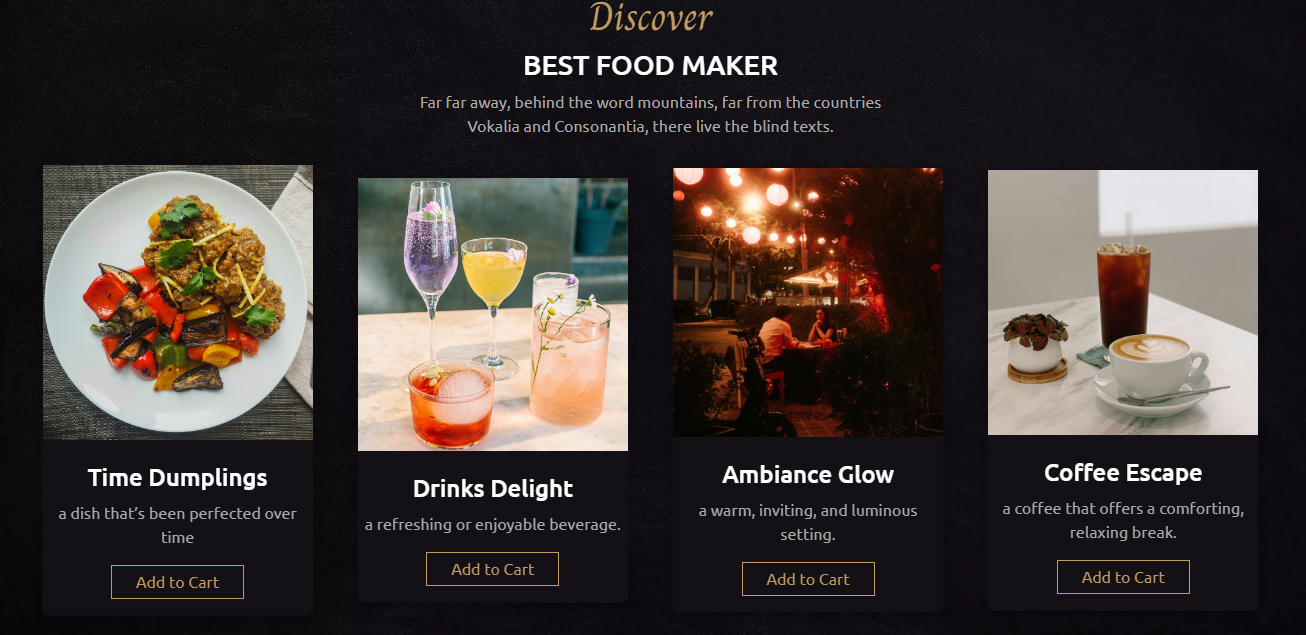 Discover
BEST FOOD MAKER
Far far away, behind the word mountains, far from the countries
Vokalia and Consonantia, there live the blind texts.
Time Dumplings
a dish that’s been perfected over
time
Add to Cart
Drinks Delight
a refreshing or enjoyable beverage.
Add to Cart
Ambiance Glow
a warm, inviting, and luminous
setting.
Add to Cart
Coffee Escape
a coffee that offers a comforting,
relaxing break.
Add to Cart